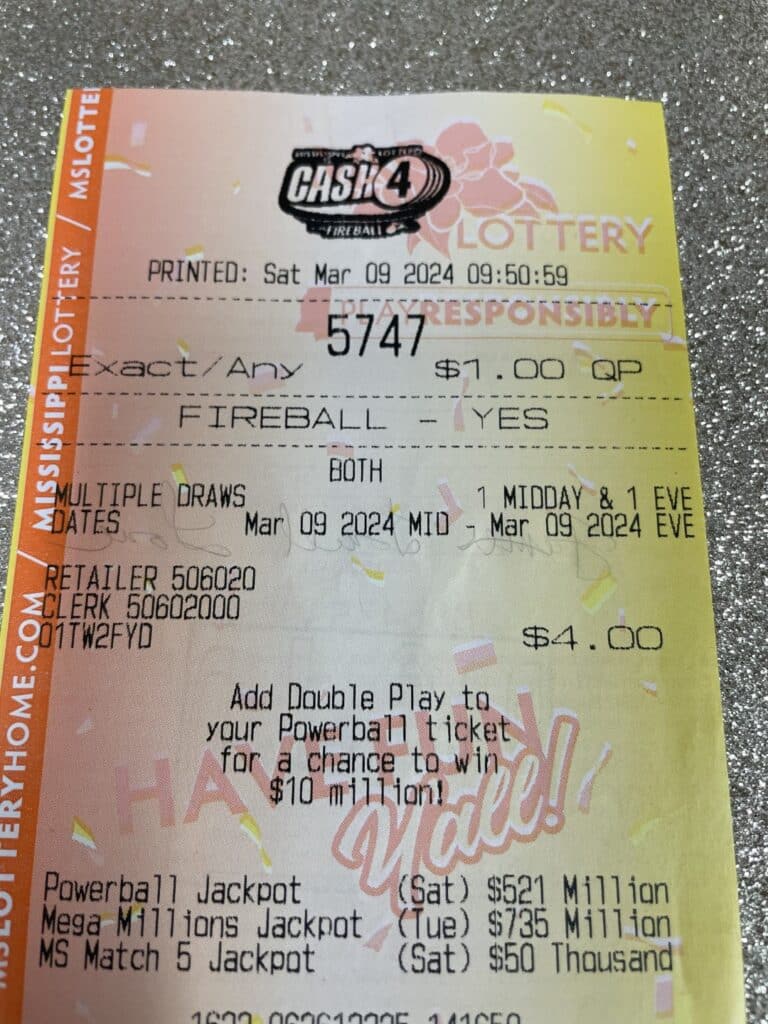 MISSISSIPPI LOTTERY
CASH 4
FIREBALL
LOTTERY
PRINTED: Sat Mar 09 2024 09:50:59
PLAYRESPONSIBLY
5747
Exact/Any $1.00 QP
FIREBALL - YES
BOTH
MULTIPLE DRAWS 1 MIDDAY & 1 EVE
DATES Mar 09 2024 MID - Mar 09 2024 EVE
RETAILER 506020
CLERK 50602000
01TW2FYD $4.00
Add Double Play to
your Powerball ticket
for a chance to win
$10 million!
HAVE FUN
Y'all!
Powerball Jackpot (Sat) $521 Million
Mega Millions Jackpot (Tue) $735 Million
MS Match 5 Jackpot (Sat) $50 Thousand
MSLOTTERYHOME.COM / MISSISSIPPILOTTERY / MSLOTTE